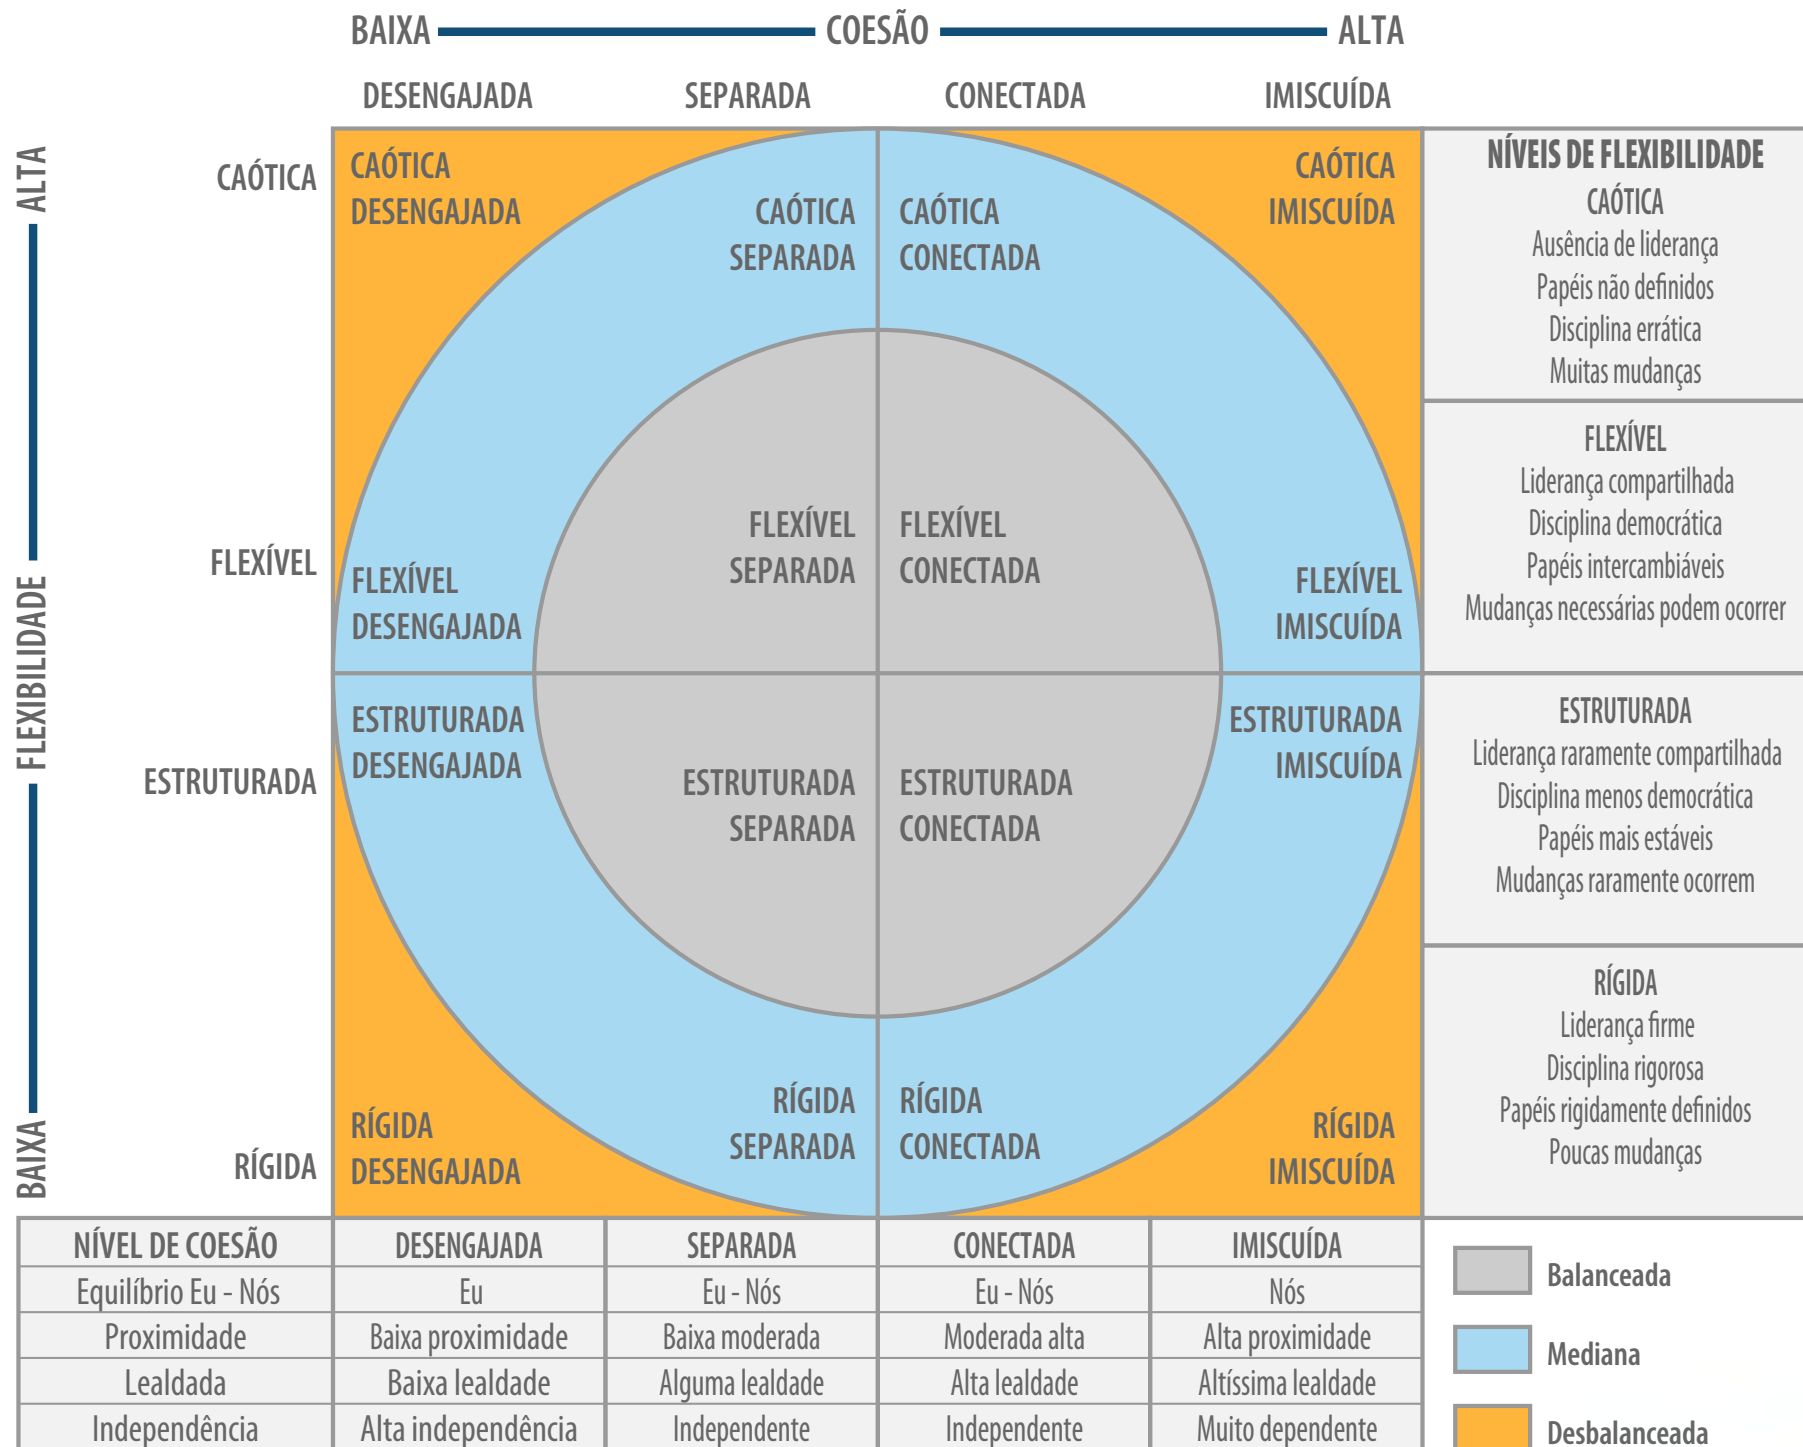 BAIXA COESÃO ALTA
DESENGAJADA SEPARADA CONECTADA IMISCUÍDA
ALTA
FLEXIBILIDADE
BAIXA
CAÓTICA
FLEXÍVEL
ESTRUTURADA
RÍGIDA
CAÓTICA
DESENGAJADA
CAÓTICA
SEPARADA
CAÓTICA
CONECTADA
CAÓTICA
IMISCUÍDA
FLEXÍVEL
DESENGAJADA
FLEXÍVEL
SEPARADA
FLEXÍVEL
CONECTADA
FLEXÍVEL
IMISCUÍDA
ESTRUTURADA
DESENGAJADA
ESTRUTURADA
SEPARADA
ESTRUTURADA
CONECTADA
ESTRUTURADA
IMISCUÍDA
RÍGIDA
DESENGAJADA
RÍGIDA
SEPARADA
RÍGIDA
CONECTADA
RÍGIDA
IMISCUÍDA
NÍVEIS DE FLEXIBILIDADE
CAÓTICA
Ausência de liderança
Papéis não definidos
Disciplina errática
Muitas mudanças
FLEXÍVEL
Liderança compartilhada
Disciplina democrática
Papéis intercambiáveis
Mudanças necessárias podem ocorrer
ESTRUTURADA
Liderança raramente compartilhada
Disciplina menos democrática
Papéis mais estáveis
Mudanças raramente ocorrem
RÍGIDA
Liderança firme
Disciplina rigorosa
Papéis rigidamente definidos
Poucas mudanças
NÍVEL DE COESÃO DESENGAJADA SEPARADA CONECTADA IMISCUÍDA
Equilíbrio Eu - Nós Eu Eu - Nós Eu - Nós Nós
Proximidade Baixa proximidade Baixa moderada Moderada alta Alta proximidade
Lealdada Baixa lealdade Alguma lealdade Alta lealdade Altíssima lealdade
Independência Alta independência Independente Independente Muito dependente
Balanceada
Mediana
Desbalanceada